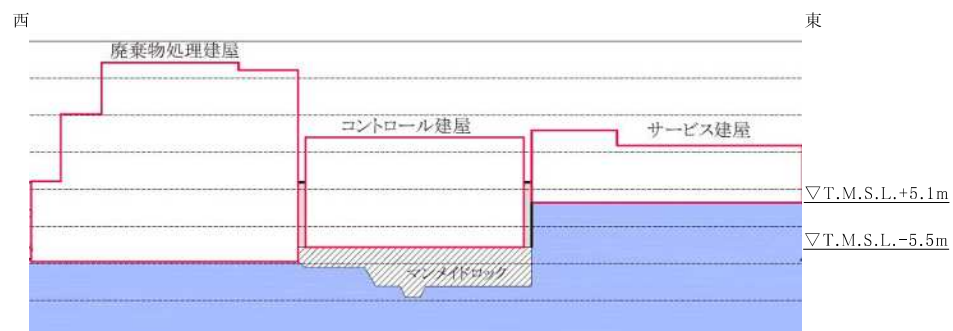 西
東
廃棄物処理建屋
コントロール建屋
サービス建屋
▽T.M.S.L.+5.1m
▽T.M.S.L.-5.5m
マンメイドロック